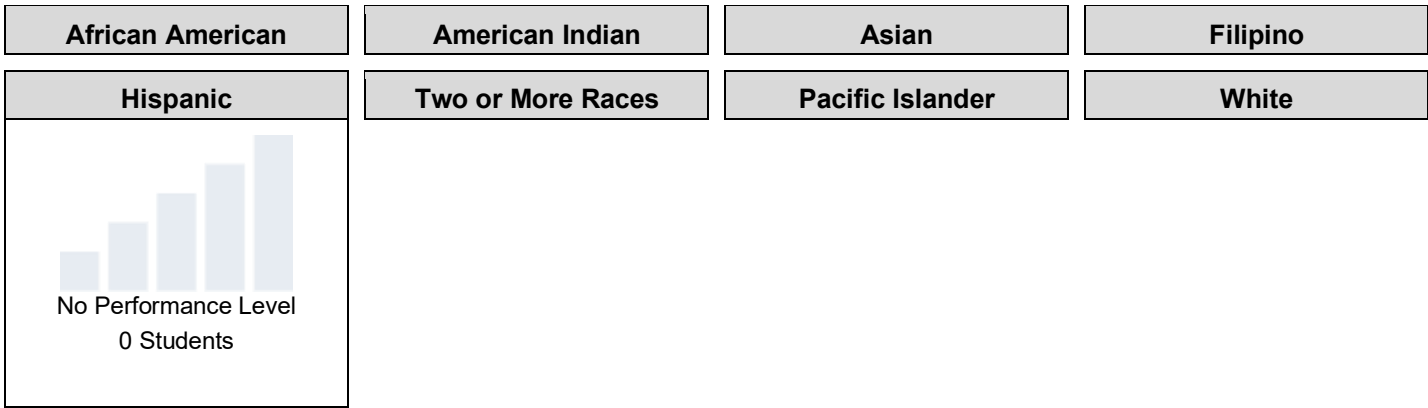 African American
American Indian
Asian
Filipino
Hispanic
Two or More Races
Pacific Islander
White
No Performance Level
0 Students